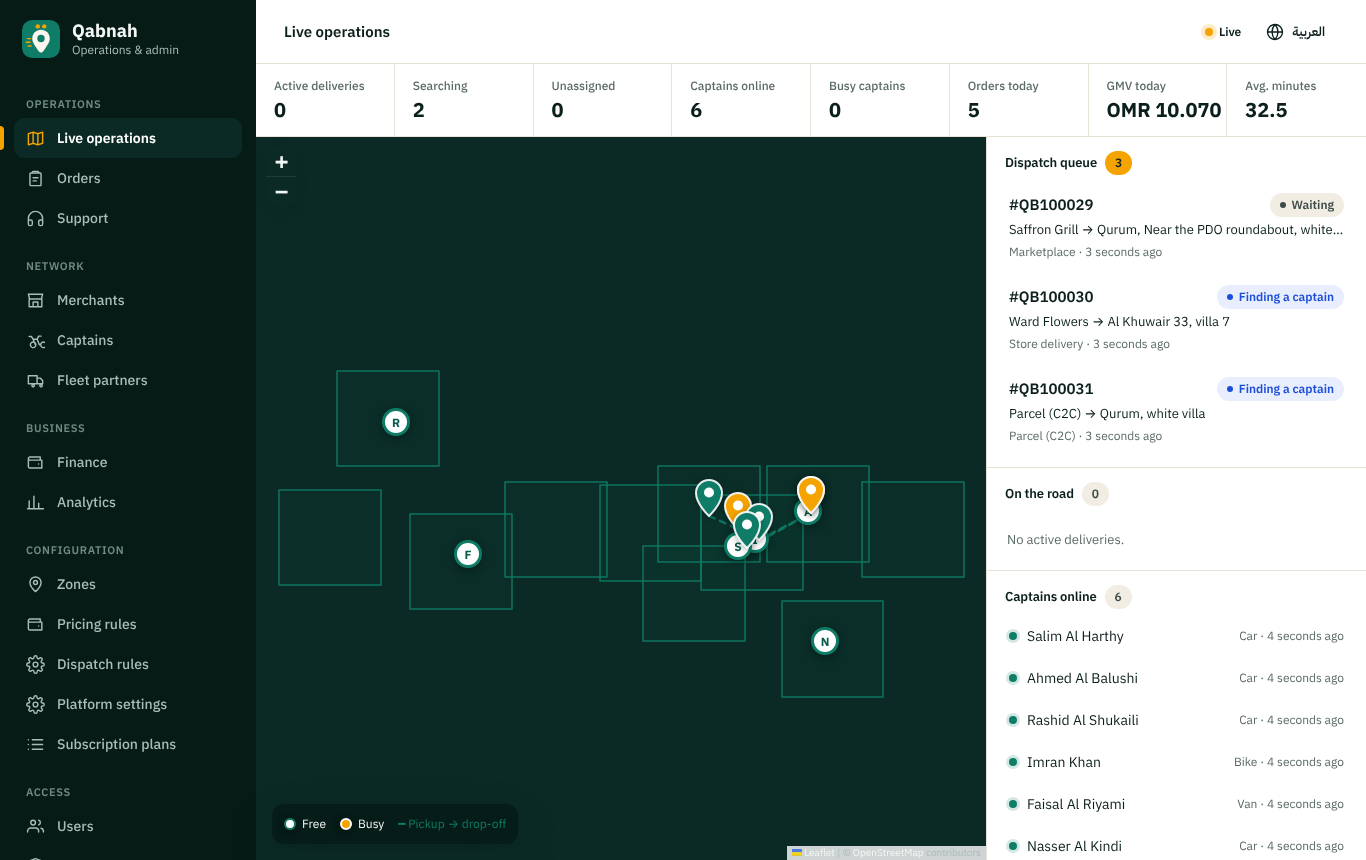 Qabnah
Operations & admin
OPERATIONS
Live operations
Orders
Support
NETWORK
Merchants
Captains
Fleet partners
BUSINESS
Finance
Analytics
CONFIGURATION
Zones
Pricing rules
Dispatch rules
Platform settings
Subscription plans
ACCESS
Users
Live operations
Live
العربية
Active deliveries
0
Searching
2
Unassigned
0
Captains online
6
Busy captains
0
Orders today
5
GMV today
OMR 10.070
Avg. minutes
32.5
+
−
R
F
S
N
Free
Busy
Pickup → drop-off
Leaflet | © OpenStreetMap contributors
Dispatch queue 3
#QB100029
Waiting
Saffron Grill → Qurum, Near the PDO roundabout, white…
Marketplace · 3 seconds ago
#QB100030
Finding a captain
Ward Flowers → Al Khuwair 33, villa 7
Store delivery · 3 seconds ago
#QB100031
Finding a captain
Parcel (C2C) → Qurum, white villa
Parcel (C2C) · 3 seconds ago
On the road 0
No active deliveries.
Captains online 6
Salim Al Harthy Car · 4 seconds ago
Ahmed Al Balushi Car · 4 seconds ago
Rashid Al Shukaili Car · 4 seconds ago
Imran Khan Bike · 4 seconds ago
Faisal Al Riyami Van · 4 seconds ago
Nasser Al Kindi Car · 4 seconds ago